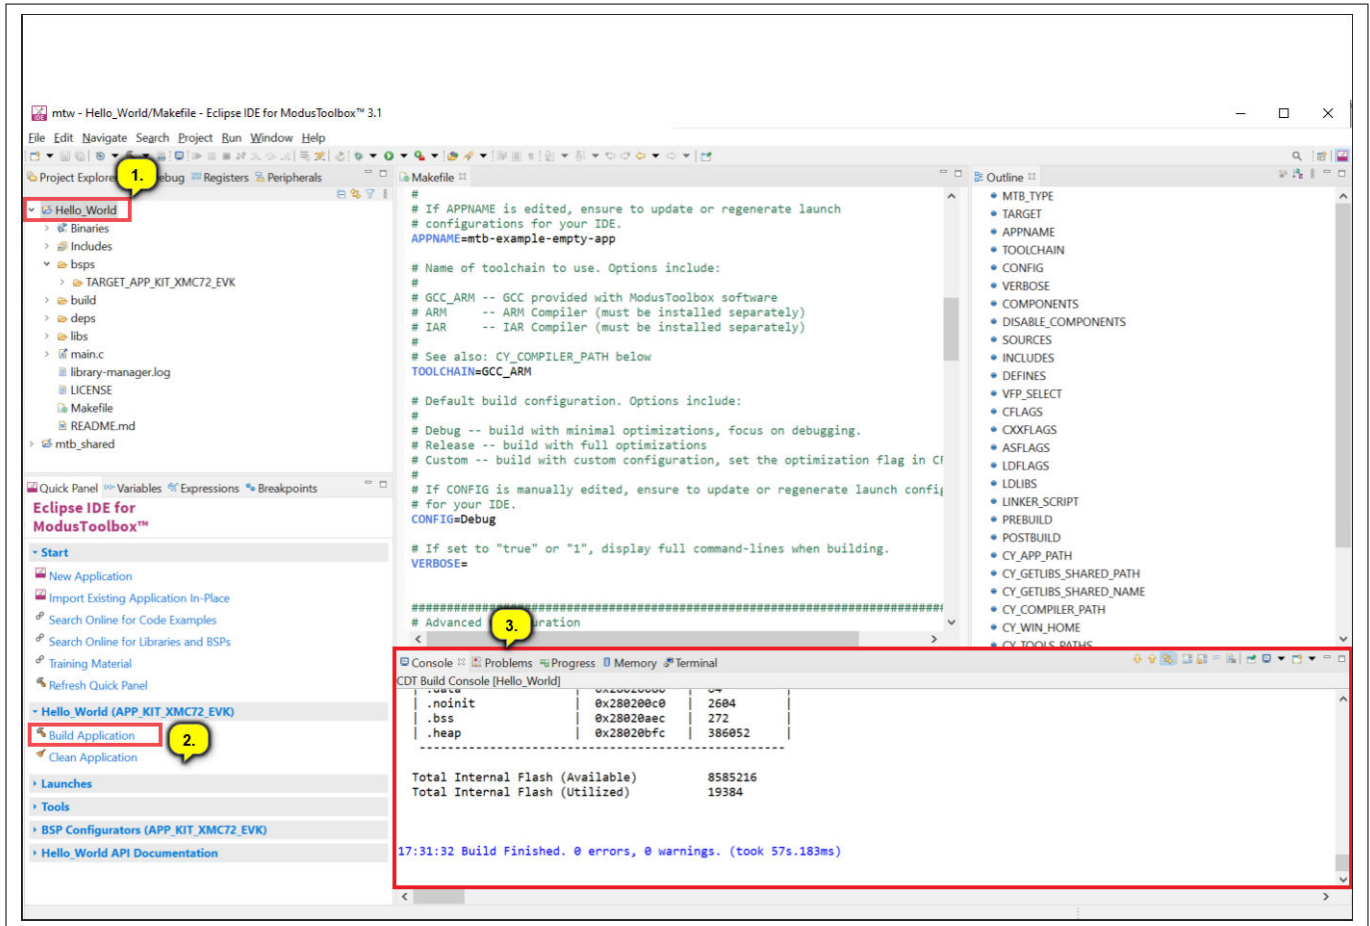 mtw - Hello_World/Makefile - Eclipse IDE for ModusToolbox™ 3.1
File Edit Navigate Search Project Run Window Help
Project Explore
1.
ebug
Registers
Peripherals
Hello_World
Binaries
Includes
bsps
TARGET_APP_KIT_XMC72_EVK
build
deps
libs
main.c
library-manager.log
LICENSE
Makefile
README.md
mtb_shared
Quick Panel
Variables
Expressions
Breakpoints
Eclipse IDE for
ModusToolbox™
Start
New Application
Import Existing Application In-Place
Search Online for Code Examples
Search Online for Libraries and BSPs
Training Material
Refresh Quick Panel
Hello_World (APP_KIT_XMC72_EVK)
Build Application
2.
Clean Application
Launches
Tools
BSP Configurators (APP_KIT_XMC72_EVK)
Hello_World API Documentation
Makefile
#
# If APPNAME is edited, ensure to update or regenerate launch
# configurations for your IDE.
APPNAME=mtb-example-empty-app
# Name of toolchain to use. Options include:
#
# GCC_ARM -- GCC provided with ModusToolbox software
# ARM -- ARM Compiler (must be installed separately)
# IAR -- IAR Compiler (must be installed separately)
#
# See also: CY_COMPILER_PATH below
TOOLCHAIN=GCC_ARM
# Default build configuration. Options include:
#
# Debug -- build with minimal optimizations, focus on debugging.
# Release -- build with full optimizations
# Custom -- build with custom configuration, set the optimization flag in CF
#
# If CONFIG is manually edited, ensure to update or regenerate launch config
# for your IDE.
CONFIG=Debug
# If set to "true" or "1", display full command-lines when building.
VERBOSE=
################################################################################
# Advanced
3.
uration
Outline
MTB_TYPE
TARGET
APPNAME
TOOLCHAIN
CONFIG
VERBOSE
COMPONENTS
DISABLE_COMPONENTS
SOURCES
INCLUDES
DEFINES
VFP_SELECT
CFLAGS
CXXFLAGS
ASFLAGS
LDFLAGS
LDLIBS
LINKER_SCRIPT
PREBUILD
POSTBUILD
CY_APP_PATH
CY_GETLIBS_SHARED_PATH
CY_GETLIBS_SHARED_NAME
CY_COMPILER_PATH
CY_WIN_HOME
CY_TOOLS_PATHS
Console
Problems
Progress
Memory
Terminal
CDT Build Console [Hello_World]
| .noinit | 0x280200c0 | 2604 |
| .bss | 0x28020aec | 272 |
| .heap | 0x28020bfc | 386052 |
----------------------------------------------------
Total Internal Flash (Available) 8585216
Total Internal Flash (Utilized) 19384
17:31:32 Build Finished. 0 errors, 0 warnings. (took 57s.183ms)